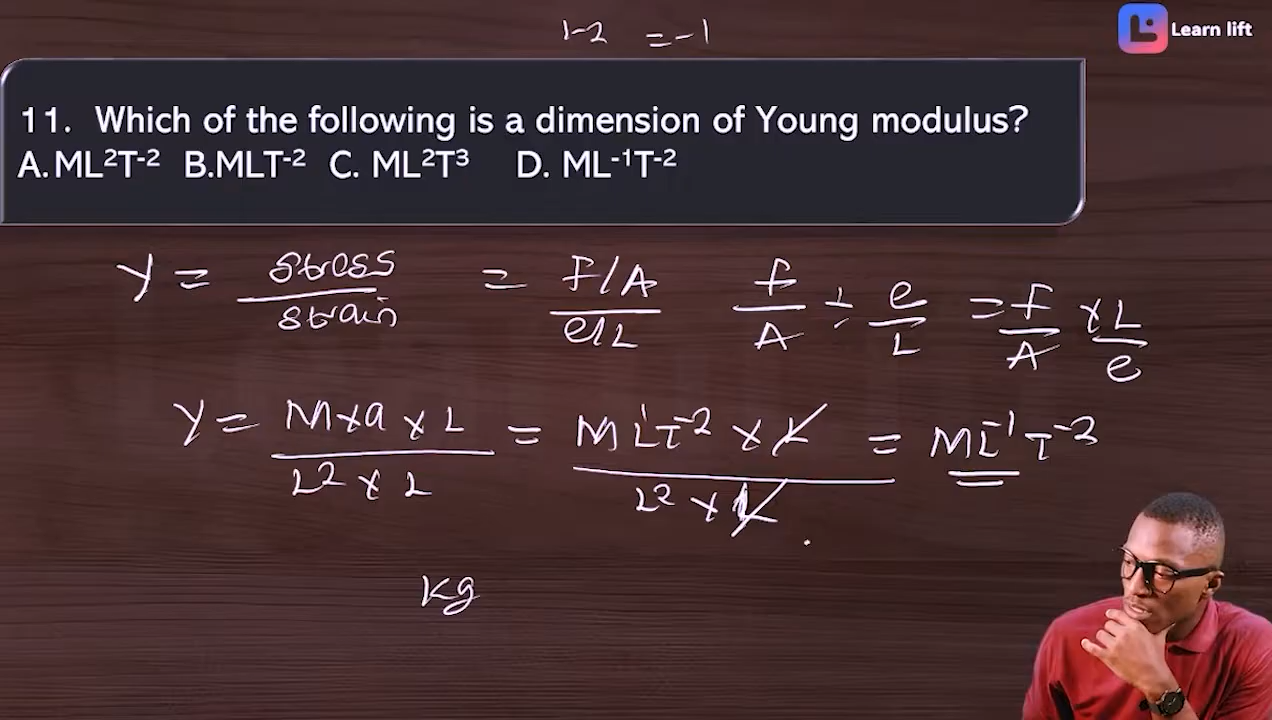 1-2 = -1
Learn lift
11. Which of the following is a dimension of Young modulus?
A.ML²T⁻² B.MLT⁻² C. ML²T³ D. ML⁻¹T⁻²
Y = stress/strain = F/A / e/L f/A ÷ e/L = f/A × L/e
Y = M×a × L / L² × L = ML¹T⁻² × L / L² × L = ML⁻¹T⁻²
Kg